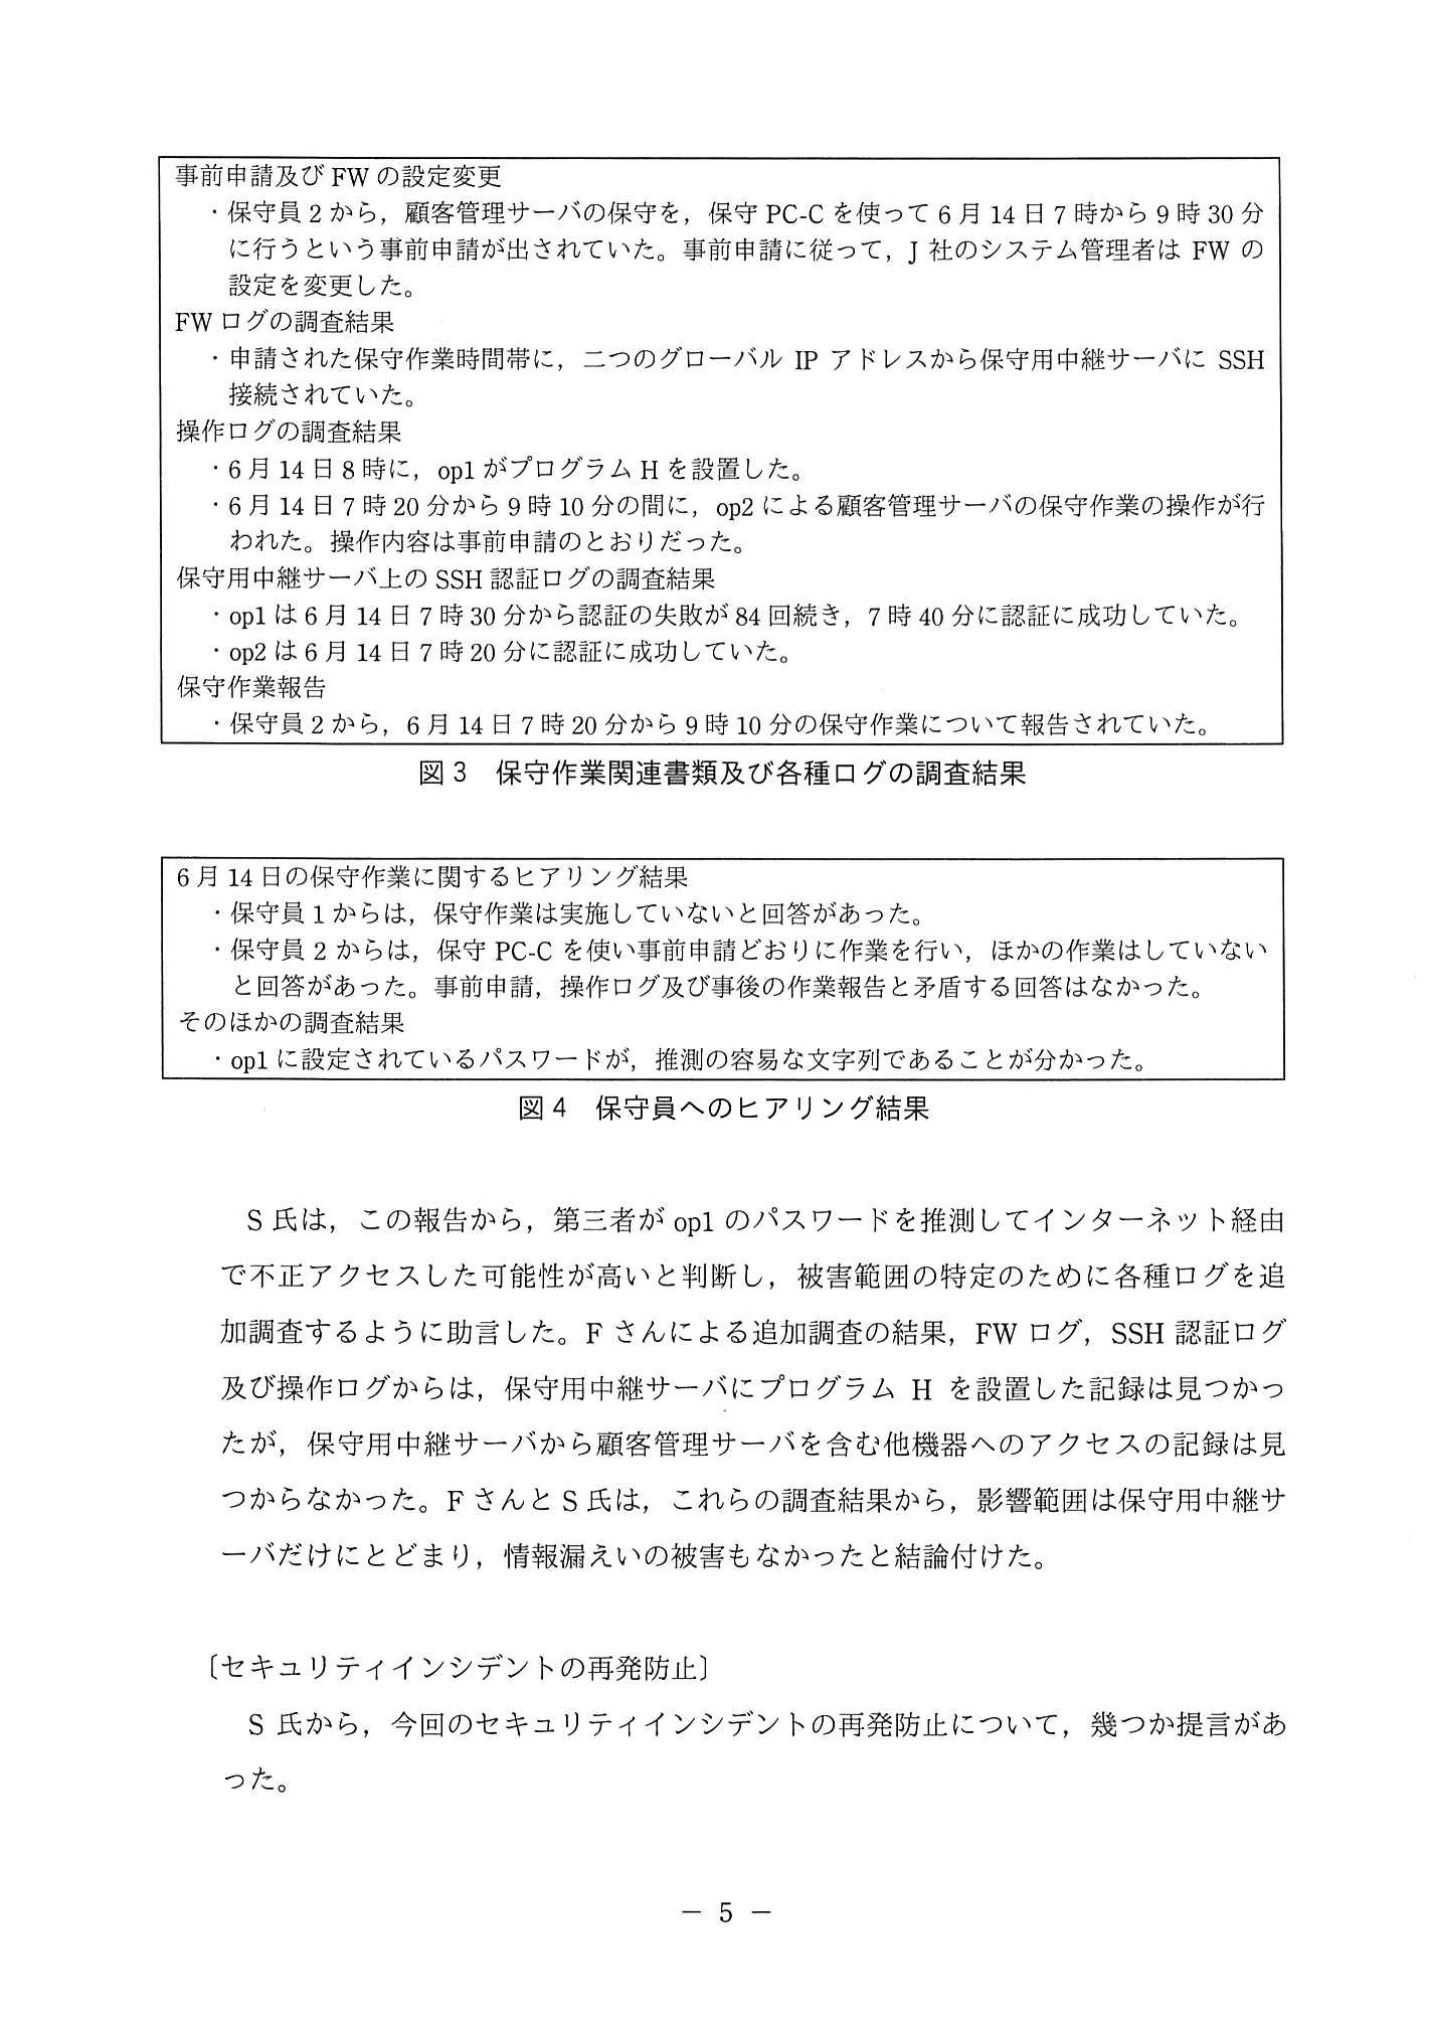 事前申請及び FW の設定変更
・保守員 2 から，顧客管理サーバの保守を，保守 PC-C を使って 6 月 14 日 7 時から 9 時 30 分
に行うという事前申請が出されていた。事前申請に従って，J 社のシステム管理者は FW の
設定を変更した。
FW ログの調査結果
・申請された保守作業時間帯に，二つのグローバル IP アドレスから保守用中継サーバに SSH
接続されていた。
操作ログの調査結果
・6 月 14 日 8 時に，op1 がプログラム H を設置した。
・6 月 14 日 7 時 20 分から 9 時 10 分の間に，op2 による顧客管理サーバの保守作業の操作が行
われた。操作内容は事前申請のとおりだった。
保守用中継サーバ上の SSH 認証ログの調査結果
・op1 は 6 月 14 日 7 時 30 分から認証の失敗が 84 回続き，7 時 40 分に認証に成功していた。
・op2 は 6 月 14 日 7 時 20 分に認証に成功していた。
保守作業報告
・保守員 2 から，6 月 14 日 7 時 20 分から 9 時 10 分の保守作業について報告されていた。
図 3　保守作業関連書類及び各種ログの調査結果
6 月 14 日の保守作業に関するヒアリング結果
・保守員 1 からは，保守作業は実施していないと回答があった。
・保守員 2 からは，保守 PC-C を使い事前申請どおりに作業を行い，ほかの作業はしていない
と回答があった。事前申請，操作ログ及び事後の作業報告と矛盾する回答はなかった。
そのほかの調査結果
・op1 に設定されているパスワードが，推測の容易な文字列であることが分かった。
図 4　保守員へのヒアリング結果
S 氏は，この報告から，第三者が op1 のパスワードを推測してインターネット経由
で不正アクセスした可能性が高いと判断し，被害範囲の特定のために各種ログを追
加調査するように助言した。F さんによる追加調査の結果，FW ログ，SSH 認証ログ
及び操作ログからは，保守用中継サーバにプログラム H を設置した記録は見つかっ
たが，保守用中継サーバから顧客管理サーバを含む他機器へのアクセスの記録は見
つからなかった。F さんと S 氏は，これらの調査結果から，影響範囲は保守用中継サ
ーバだけにとどまり，情報漏えいの被害もなかったと結論付けた。
〔セキュリティインシデントの再発防止〕
S 氏から，今回のセキュリティインシデントの再発防止について，幾つか提言があ
った。
－ 5 －